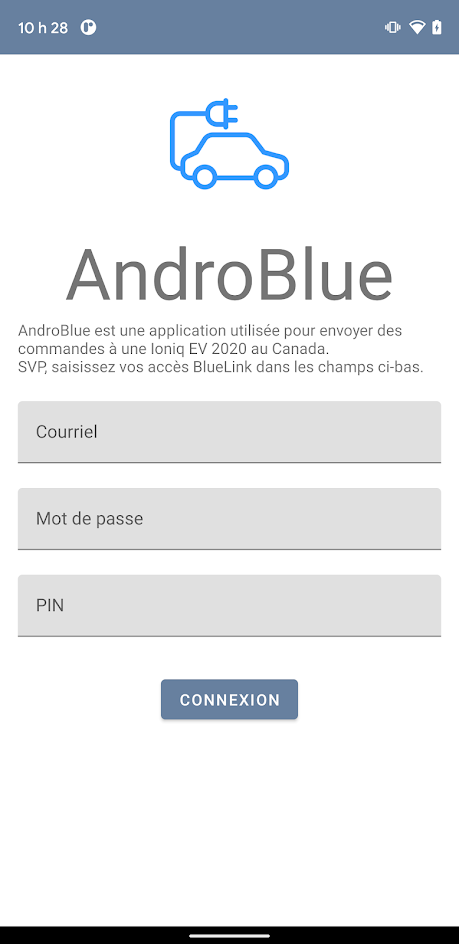 10 h 28
AndroBlue
AndroBlue est une application utilisée pour envoyer des
commandes à une Ioniq EV 2020 au Canada.
SVP, saisissez vos accès BlueLink dans les champs ci-bas.
Courriel
Mot de passe
PIN
CONNEXION